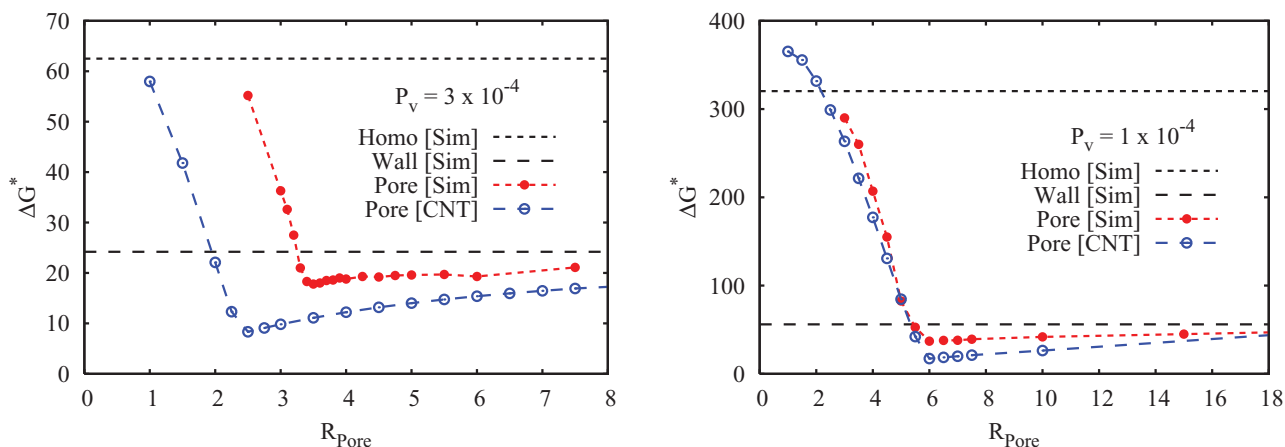 70
60
50
40
30
20
10
0
ΔG*
P_v = 3 x 10^-4
Homo [Sim]
Wall [Sim]
Pore [Sim]
Pore [CNT]
0 1 2 3 4 5 6 7 8
R_Pore
400
300
200
100
0
ΔG*
P_v = 1 x 10^-4
Homo [Sim]
Wall [Sim]
Pore [Sim]
Pore [CNT]
0 2 4 6 8 10 12 14 16 18
R_Pore